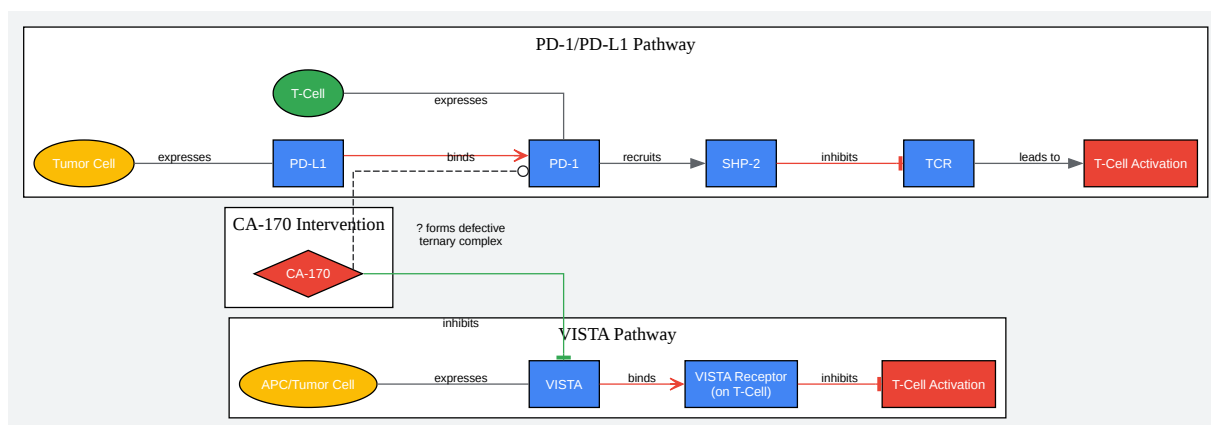 PD-1/PD-L1 Pathway
T-Cell
expresses
Tumor Cell
expresses
PD-L1
binds
PD-1
recruits
SHP-2
inhibits
TCR
leads to
T-Cell Activation
CA-170 Intervention
? forms defective
ternary complex
CA-170
inhibits
VISTA Pathway
APC/Tumor Cell
expresses
VISTA
binds
VISTA Receptor
(on T-Cell)
inhibits
T-Cell Activation